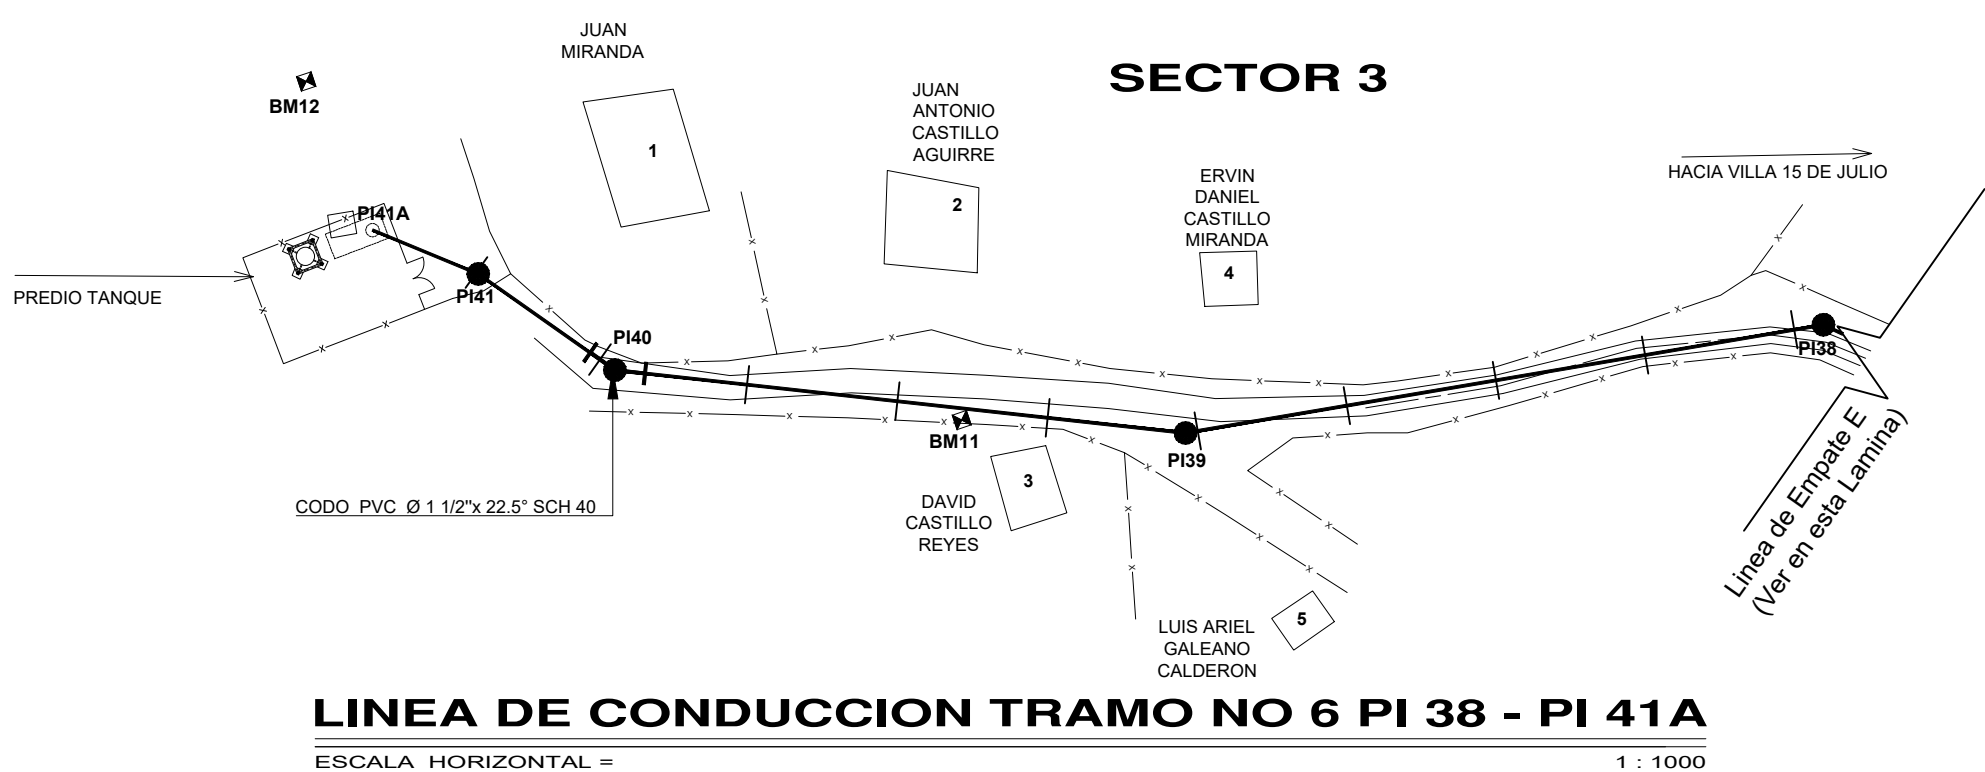 JUAN
MIRANDA
SECTOR 3
BM12
JUAN
ANTONIO
CASTILLO
AGUIRRE
1
2
ERVIN
DANIEL
CASTILLO
MIRANDA
4
HACIA VILLA 15 DE JULIO
PI41A
PREDIO TANQUE
PI41
PI40
PI38
BM11
PI39
3
CODO PVC Ø 1 1/2"x 22.5° SCH 40
DAVID
CASTILLO
REYES
Linea de Empate E
(Ver en esta Lamina)
5
LUIS ARIEL
GALEANO
CALDERON
LINEA DE CONDUCCION TRAMO NO 6 PI 38 - PI 41A
ESCALA HORIZONTAL = 1 : 1000